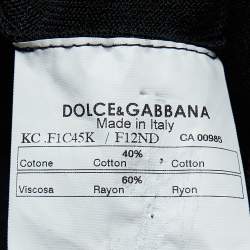 DOLCE&GABBANA
Made in Italy
KC .F1C45K / F12ND CA 00985
40%
Cotone Cotton , Cotton
60%
Viscosa Rayon Ryon